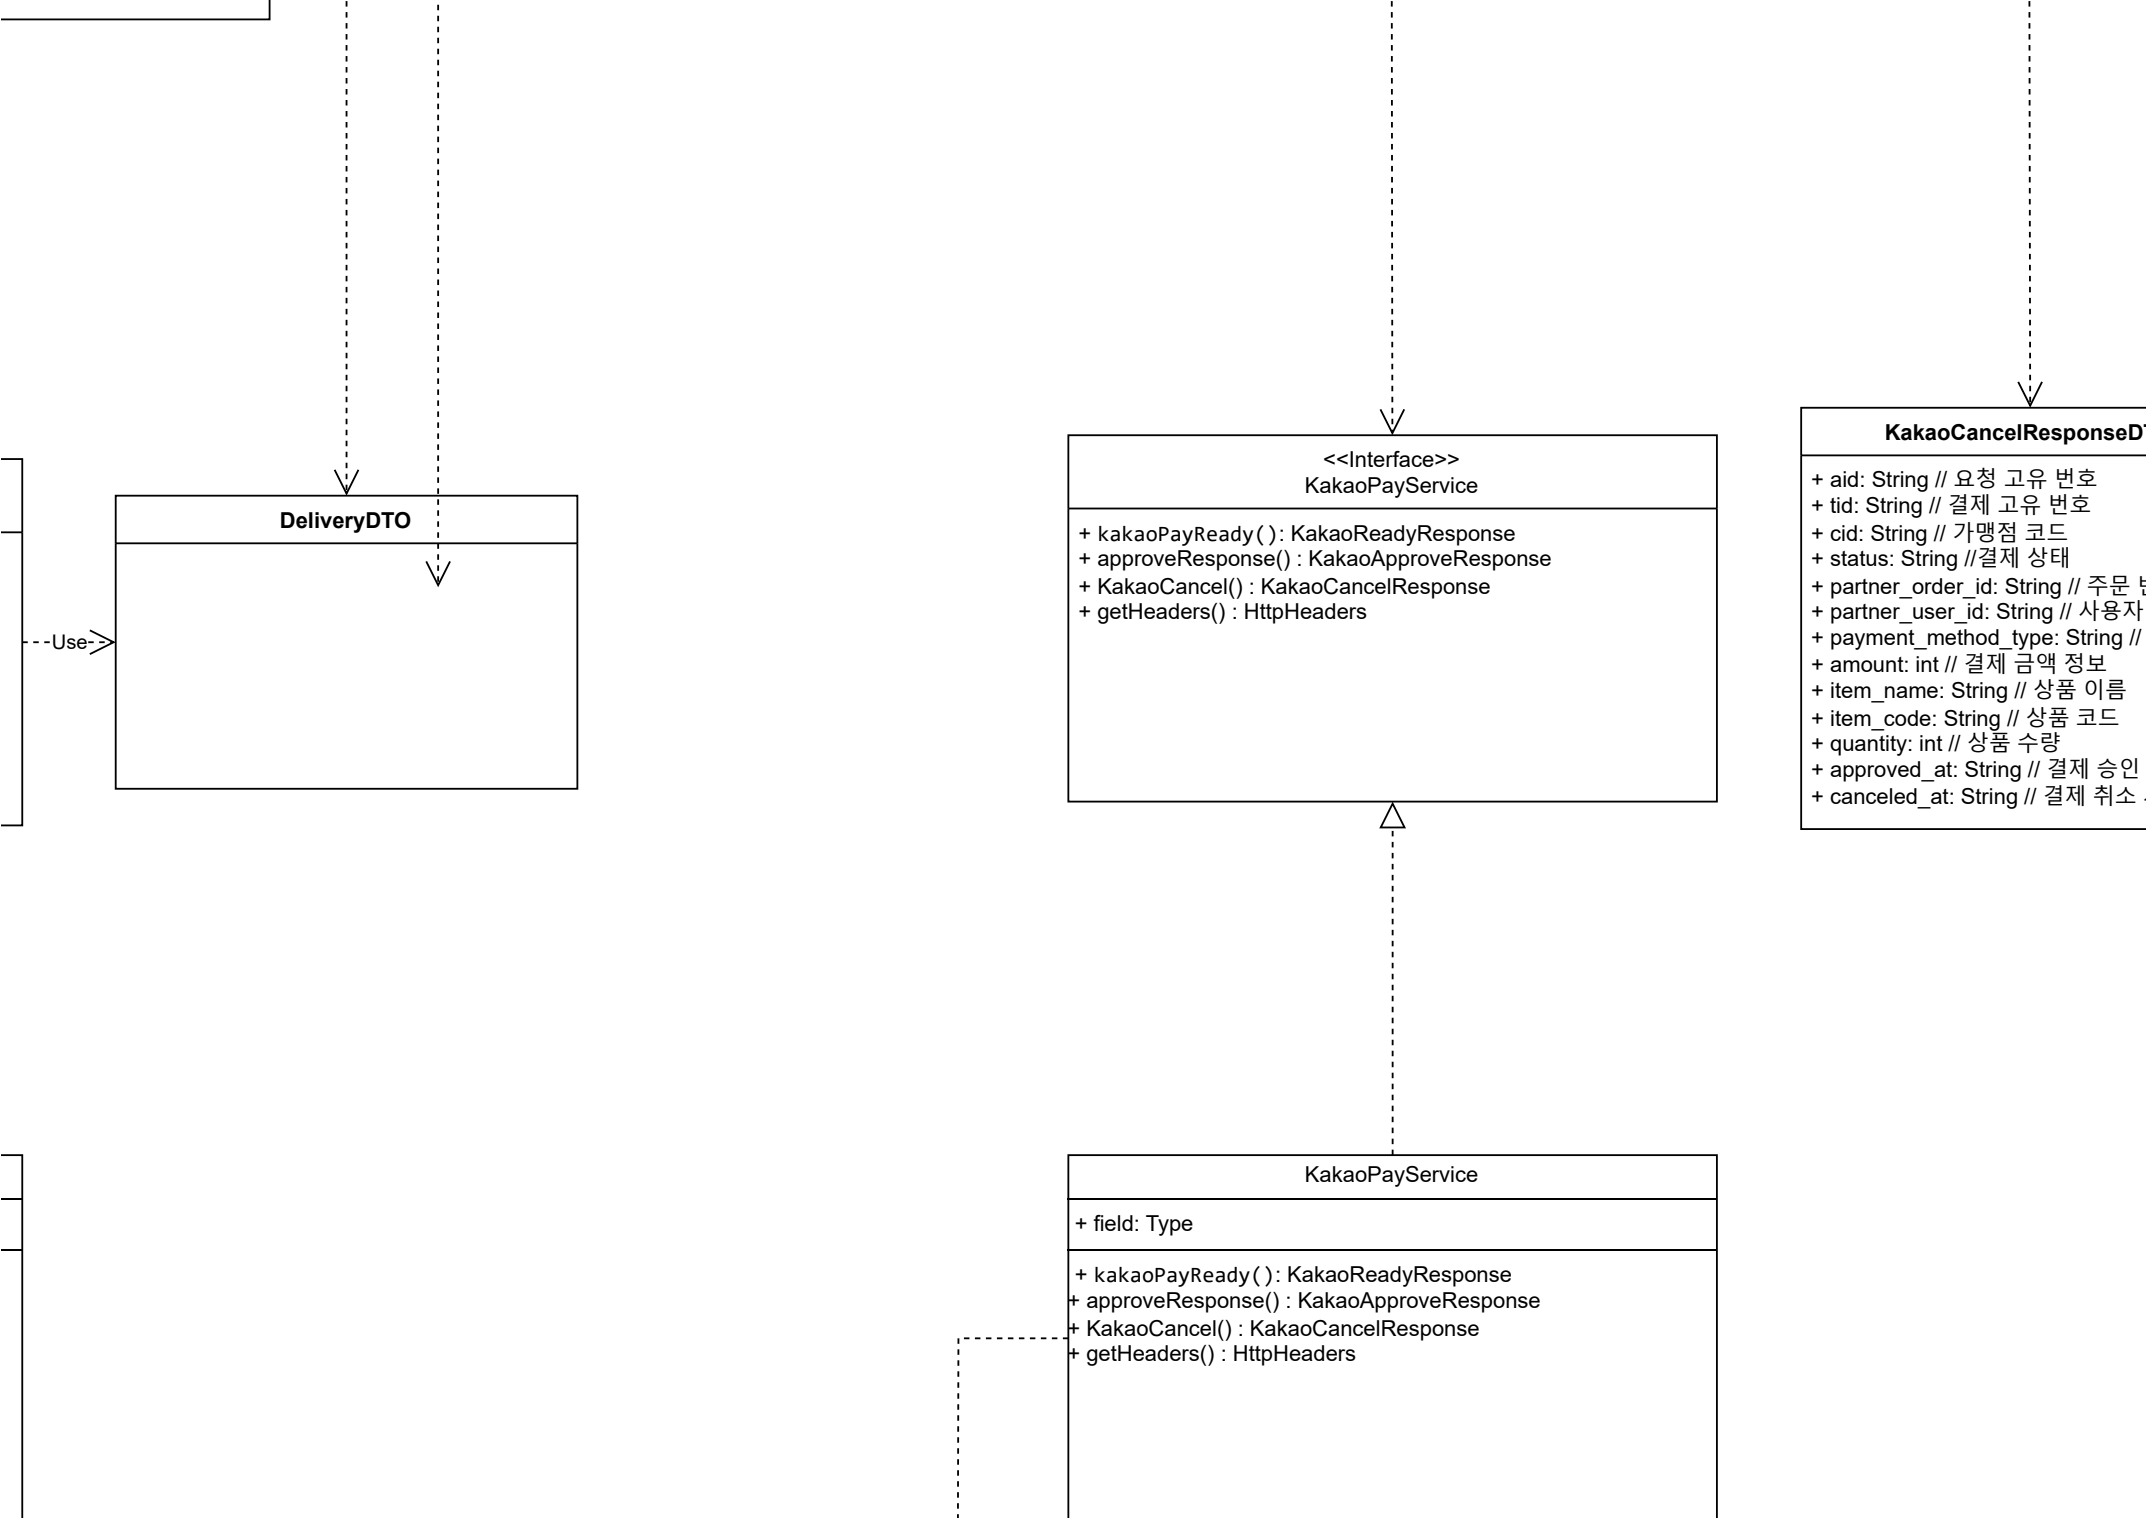 DeliveryDTO
Use
<<Interface>>
KakaoPayService
+ kakaoPayReady(): KakaoReadyResponse
+ approveResponse() : KakaoApproveResponse
+ KakaoCancel() : KakaoCancelResponse
+ getHeaders() : HttpHeaders
+ aid: String // 요청 고유 번호
+ tid: String // 결제 고유 번호
+ cid: String // 가맹점 코드
+ status: String //결제 상태
+ partner_order_id: String // 주문
+ partner_user_id: String // 사용자
+ payment_method_type: String //
+ amount: int // 결제 금액 정보
+ item_name: String // 상품 이름
+ item_code: String // 상품 코드
+ quantity: int // 상품 수량
+ approved_at: String // 결제 승인
+ canceled_at: String // 결제 취소
KakaoPayService
+ field: Type
+ kakaoPayReady(): KakaoReadyResponse
+ approveResponse() : KakaoApproveResponse
+ KakaoCancel() : KakaoCancelResponse
+ getHeaders() : HttpHeaders